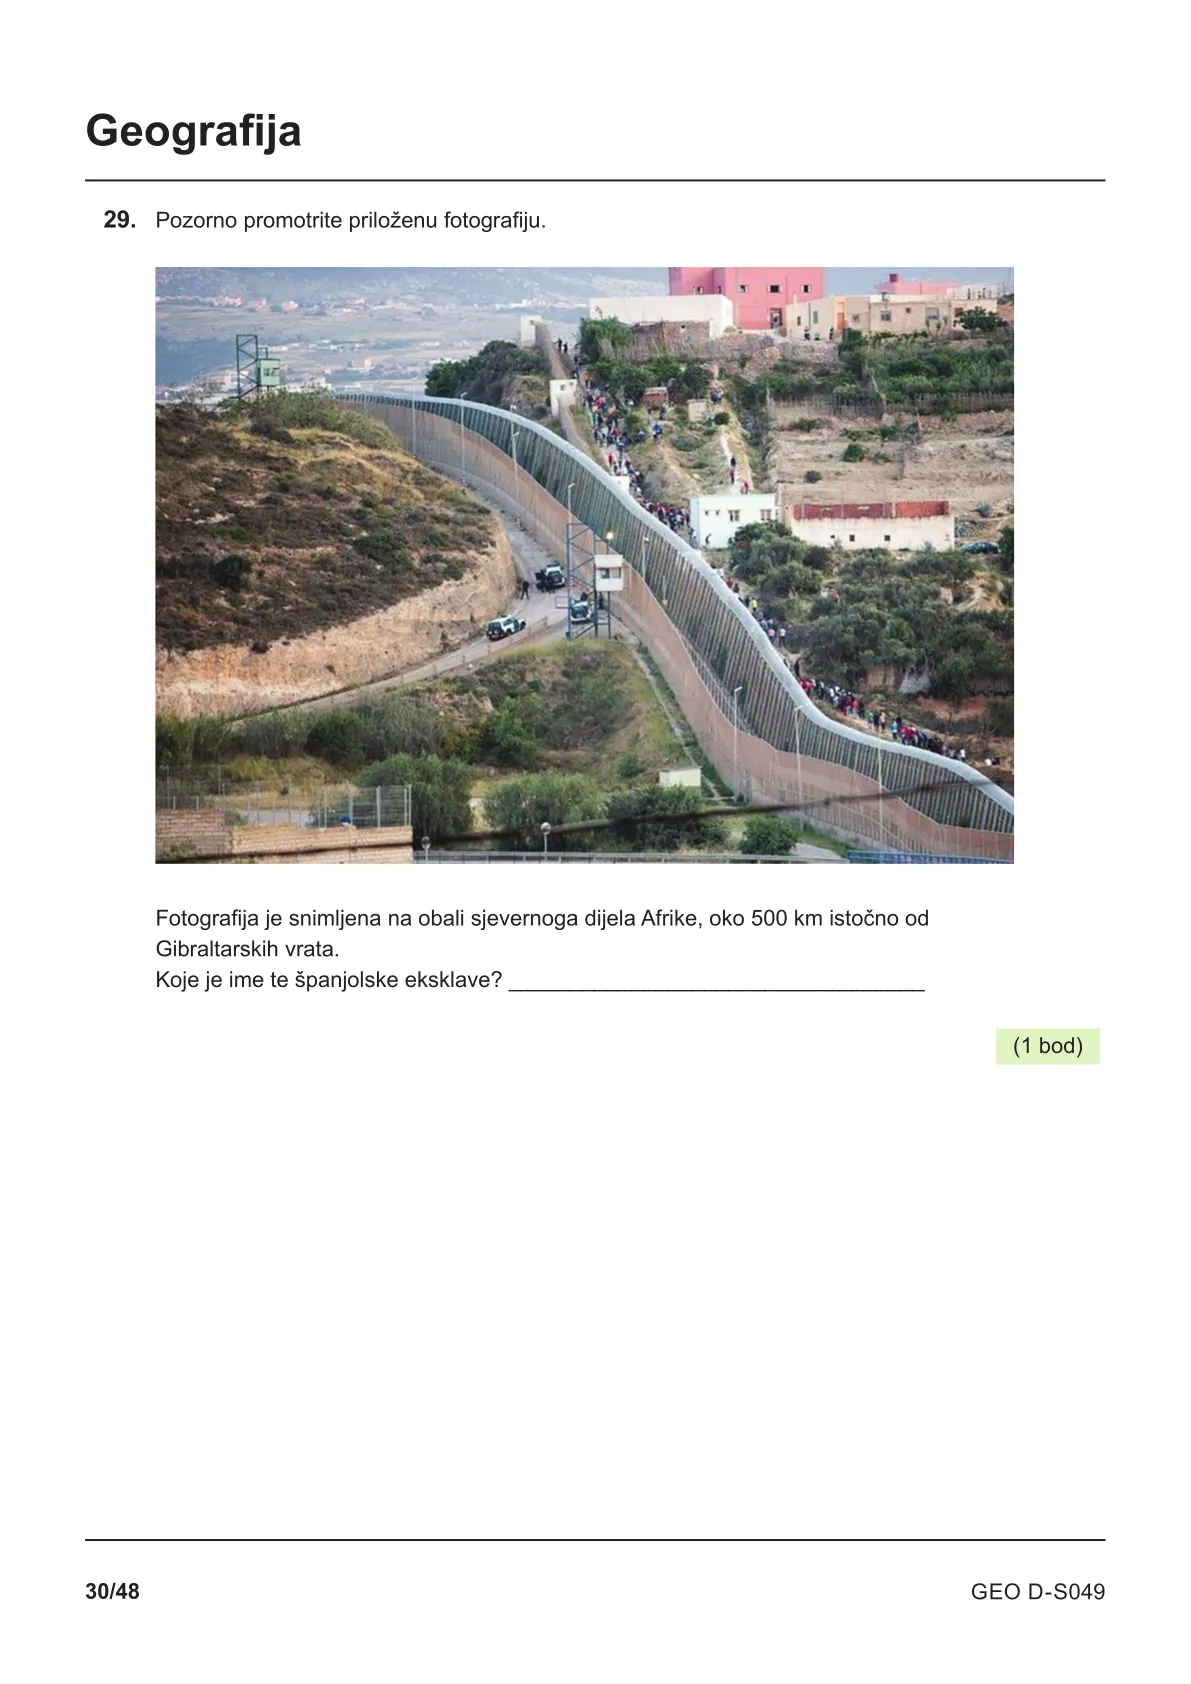 Geografija
29. Pozorno promotrite priloženu fotografiju.
Fotografija je snimljena na obali sjevernoga dijela Afrike, oko 500 km istočno od
Gibraltarskih vrata.
Koje je ime te španjolske eksklave? __________________________________
(1 bod)
30/48
GEO D-S049